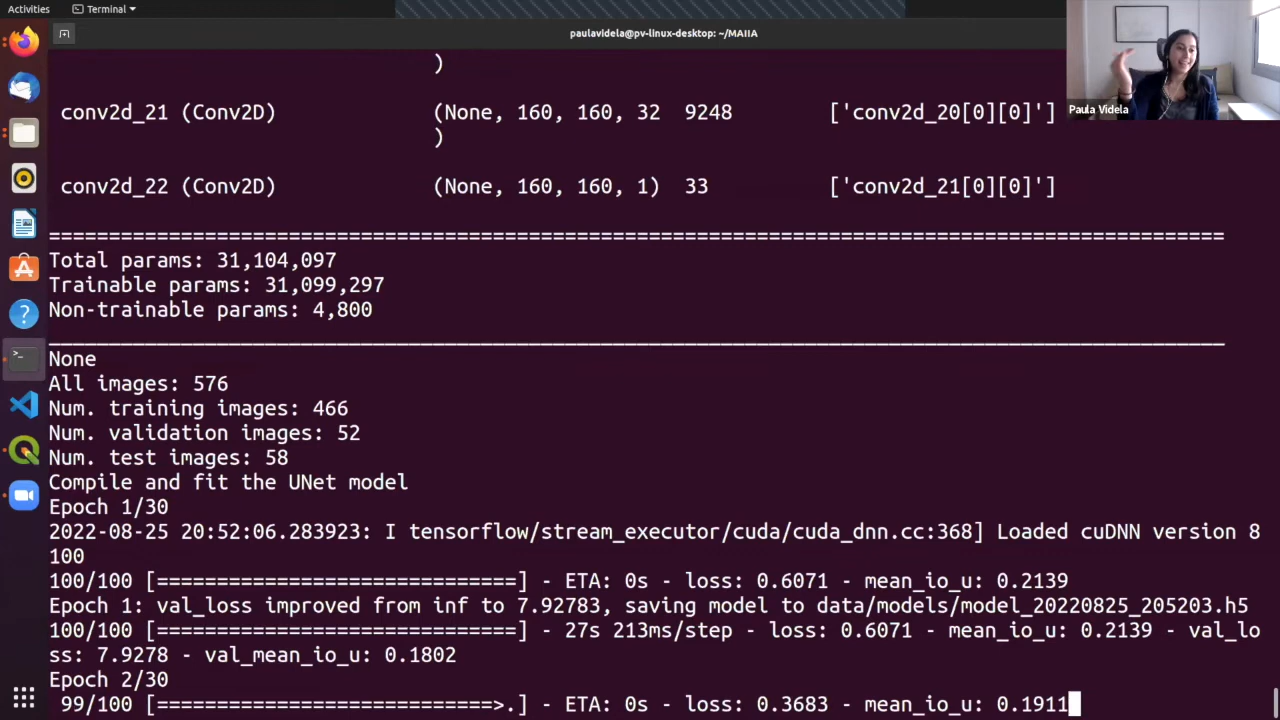 Activities Terminal
paulavidela@pv-linux-desktop: ~/MAIIA
Paula Videla
)
conv2d_21 (Conv2D) (None, 160, 160, 32 9248 ['conv2d_20[0][0]']
)
conv2d_22 (Conv2D) (None, 160, 160, 1) 33 ['conv2d_21[0][0]']
==================================================================================================
Total params: 31,104,097
Trainable params: 31,099,297
Non-trainable params: 4,800
__________________________________________________________________________________________________
None
All images: 576
Num. training images: 466
Num. validation images: 52
Num. test images: 58
Compile and fit the UNet model
Epoch 1/30
2022-08-25 20:52:06.283923: I tensorflow/stream_executor/cuda/cuda_dnn.cc:368] Loaded cuDNN version 8
100
100/100 [==============================] - ETA: 0s - loss: 0.6071 - mean_io_u: 0.2139
Epoch 1: val_loss improved from inf to 7.92783, saving model to data/models/model_20220825_205203.h5
100/100 [==============================] - 27s 213ms/step - loss: 0.6071 - mean_io_u: 0.2139 - val_lo
ss: 7.9278 - val_mean_io_u: 0.1802
Epoch 2/30
99/100 [============================>.] - ETA: 0s - loss: 0.3683 - mean_io_u: 0.1911